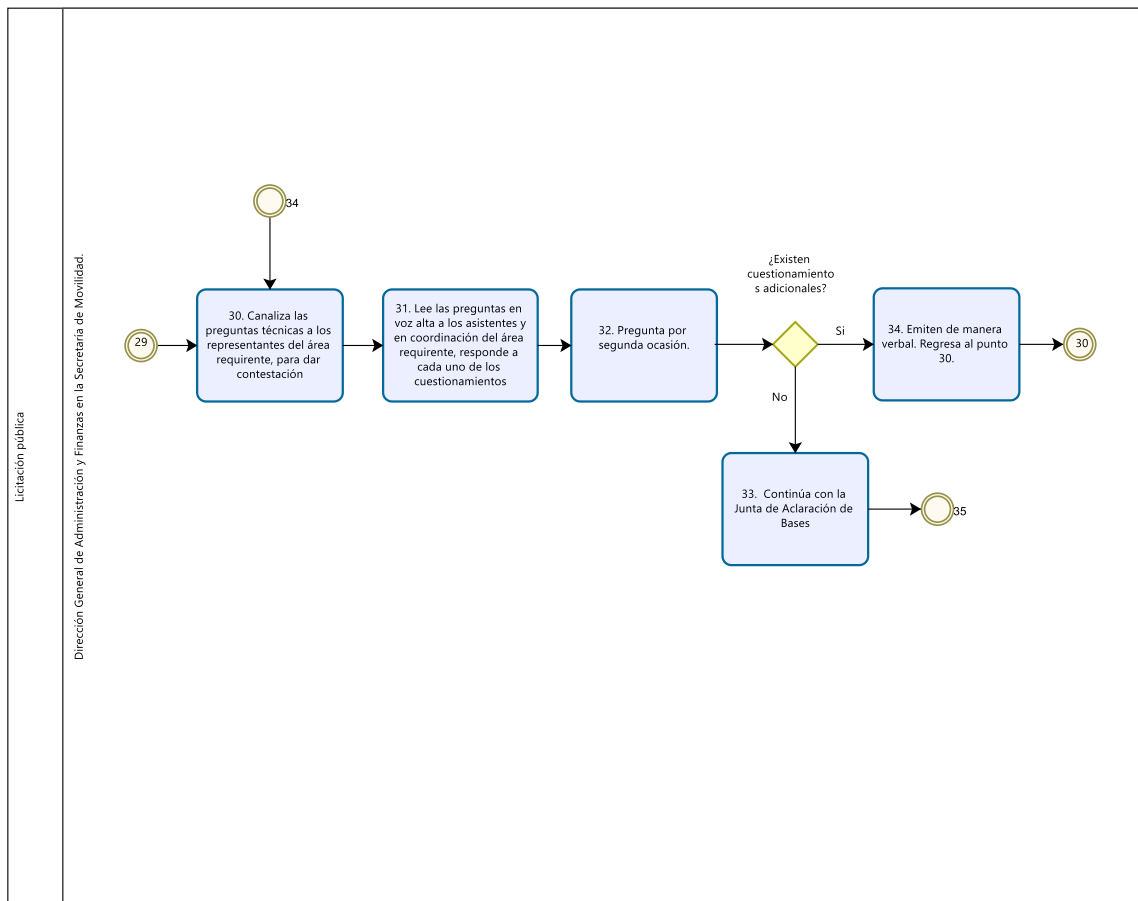 Licitación pública
Dirección General de Administración y Finanzas en la Secretaría de Movilidad.
34
29
30. Canaliza las
preguntas técnicas a los
representantes del área
requirente, para dar
contestación
31. Lee las preguntas en
voz alta a los asistentes y
en coordinación del área
requirente, responde a
cada uno de los
cuestionamientos
32. Pregunta por
segunda ocasión.
¿Existen
cuestionamiento
s adicionales?
Si
34. Emiten de manera
verbal. Regresa al punto
30.
30
No
33. Continúa con la
Junta de Aclaración de
Bases
35